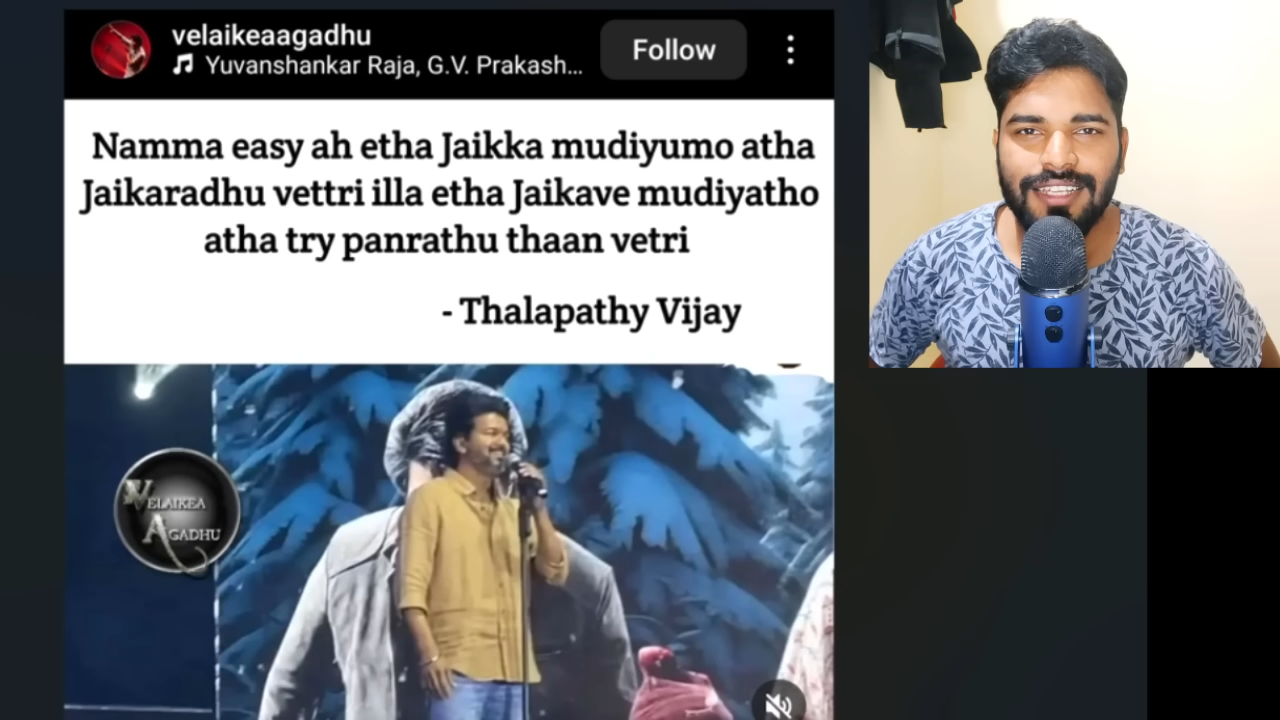 velaikeaagadhu
Yuvanshankar Raja, G.V. Prakash...
Follow
Namma easy ah etha Jaikka mudiyumo atha
Jaikaradhu vettri illa etha Jaikave mudiyatho
atha try panrathu thaan vetri
- Thalapathy Vijay
VELAIKEA
AGADHU